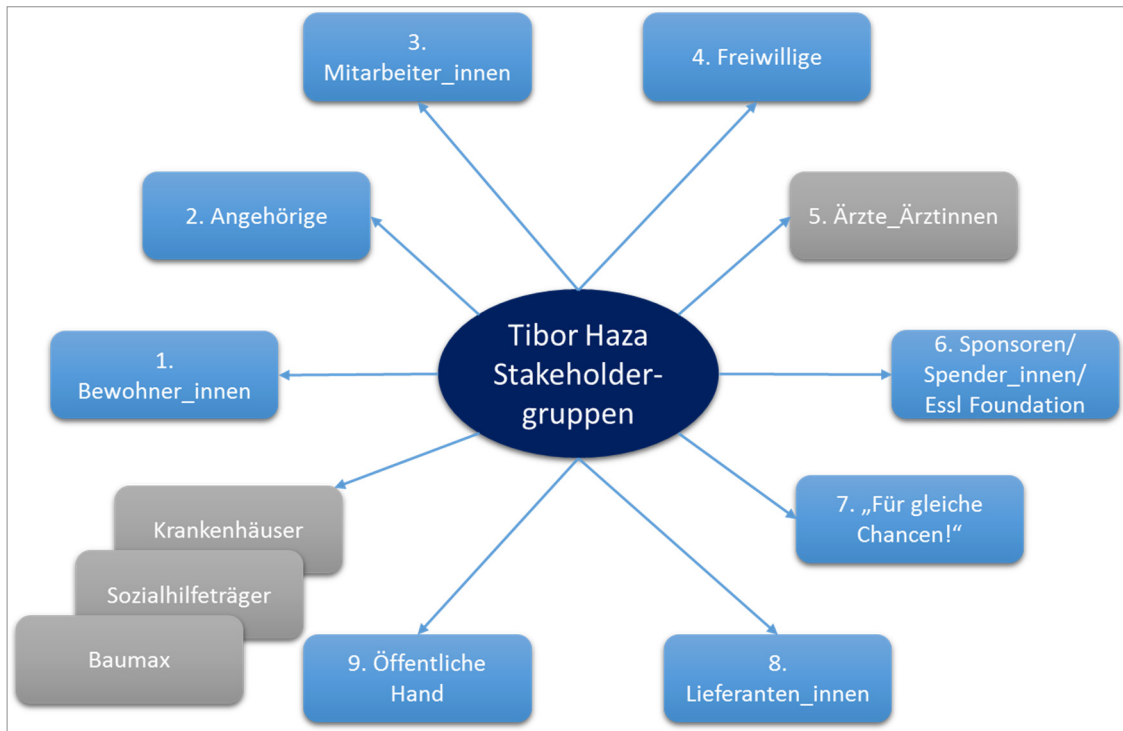 3.
Mitarbeiter_innen
4. Freiwillige
2. Angehörige
5. Ärzte_Ärztinnen
Tibor Haza
Stakeholder-
gruppen
1.
Bewohner_innen
6. Sponsoren/
Spender_innen/
Essl Foundation
7. „Für gleiche
Chancen!“
Krankenhäuser
Sozialhilfeträger
Baumax
9. Öffentliche
Hand
8.
Lieferanten_innen